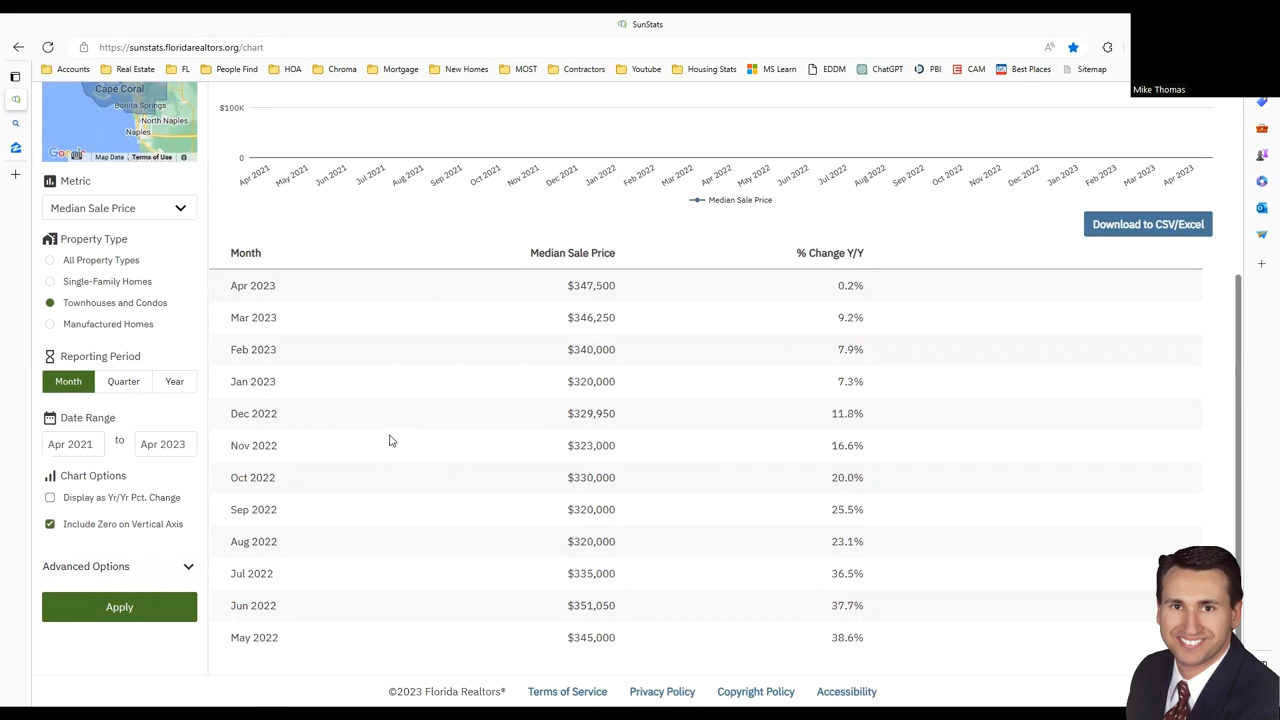 SunStats
https://sunstats.floridarealtors.org/chart
Accounts Real Estate FL People Find HOA Chroma Mortgage New Homes MOST Contractors Youtube Housing Stats MS Learn EDDM ChatGPT PBI CAM Best Places Sitemap
Mike Thomas
Cape Coral
Bonita Springs
North Naples
Naples
Google Map Data Terms of Use
Metric
Median Sale Price
Property Type
All Property Types
Single-Family Homes
Townhouses and Condos
Manufactured Homes
Reporting Period
Month Quarter Year
Date Range
Apr 2021 to Apr 2023
Chart Options
Display as Yr/Yr Pct. Change
Include Zero on Vertical Axis
Advanced Options
Apply
$100K
0
Apr 2021 May 2021 Jun 2021 Jul 2021 Aug 2021 Sep 2021 Oct 2021 Nov 2021 Dec 2021 Jan 2022 Feb 2022 Mar 2022 Apr 2022 May 2022 Jun 2022 Jul 2022 Aug 2022 Sep 2022 Oct 2022 Nov 2022 Dec 2022 Jan 2023 Feb 2023 Mar 2023 Apr 2023
Median Sale Price
Download to CSV/Excel
Month Median Sale Price % Change Y/Y
Apr 2023 $347,500 0.2%
Mar 2023 $346,250 9.2%
Feb 2023 $340,000 7.9%
Jan 2023 $320,000 7.3%
Dec 2022 $329,950 11.8%
Nov 2022 $323,000 16.6%
Oct 2022 $330,000 20.0%
Sep 2022 $320,000 25.5%
Aug 2022 $320,000 23.1%
Jul 2022 $335,000 36.5%
Jun 2022 $351,050 37.7%
May 2022 $345,000 38.6%
©2023 Florida Realtors® Terms of Service Privacy Policy Copyright Policy Accessibility